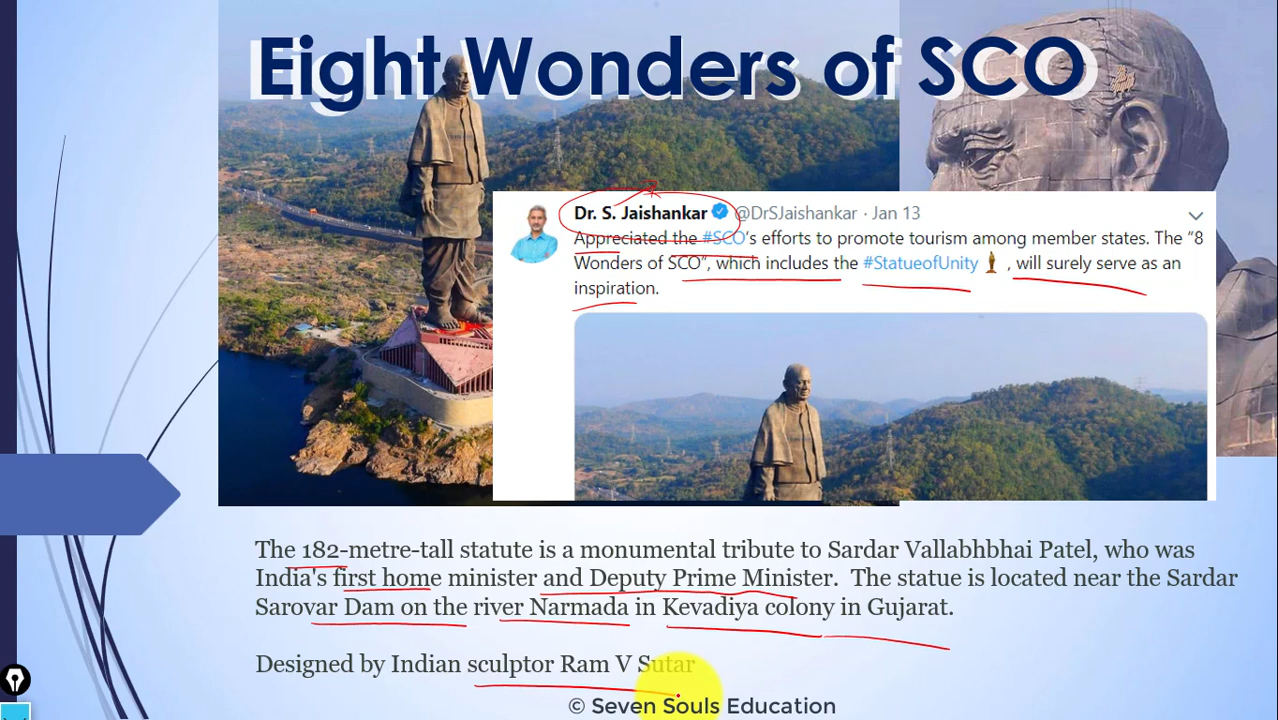 Eight Wonders of SCO
Dr. S. Jaishankar @DrSJaishankar · Jan 13
Appreciated the #SCO's efforts to promote tourism among member states. The "8
Wonders of SCO", which includes the #StatueofUnity , will surely serve as an
inspiration.
The 182-metre-tall statute is a monumental tribute to Sardar Vallabhbhai Patel, who was
India's first home minister and Deputy Prime Minister. The statue is located near the Sardar
Sarovar Dam on the river Narmada in Kevadiya colony in Gujarat.
Designed by Indian sculptor Ram V Sutar
© Seven Souls Education